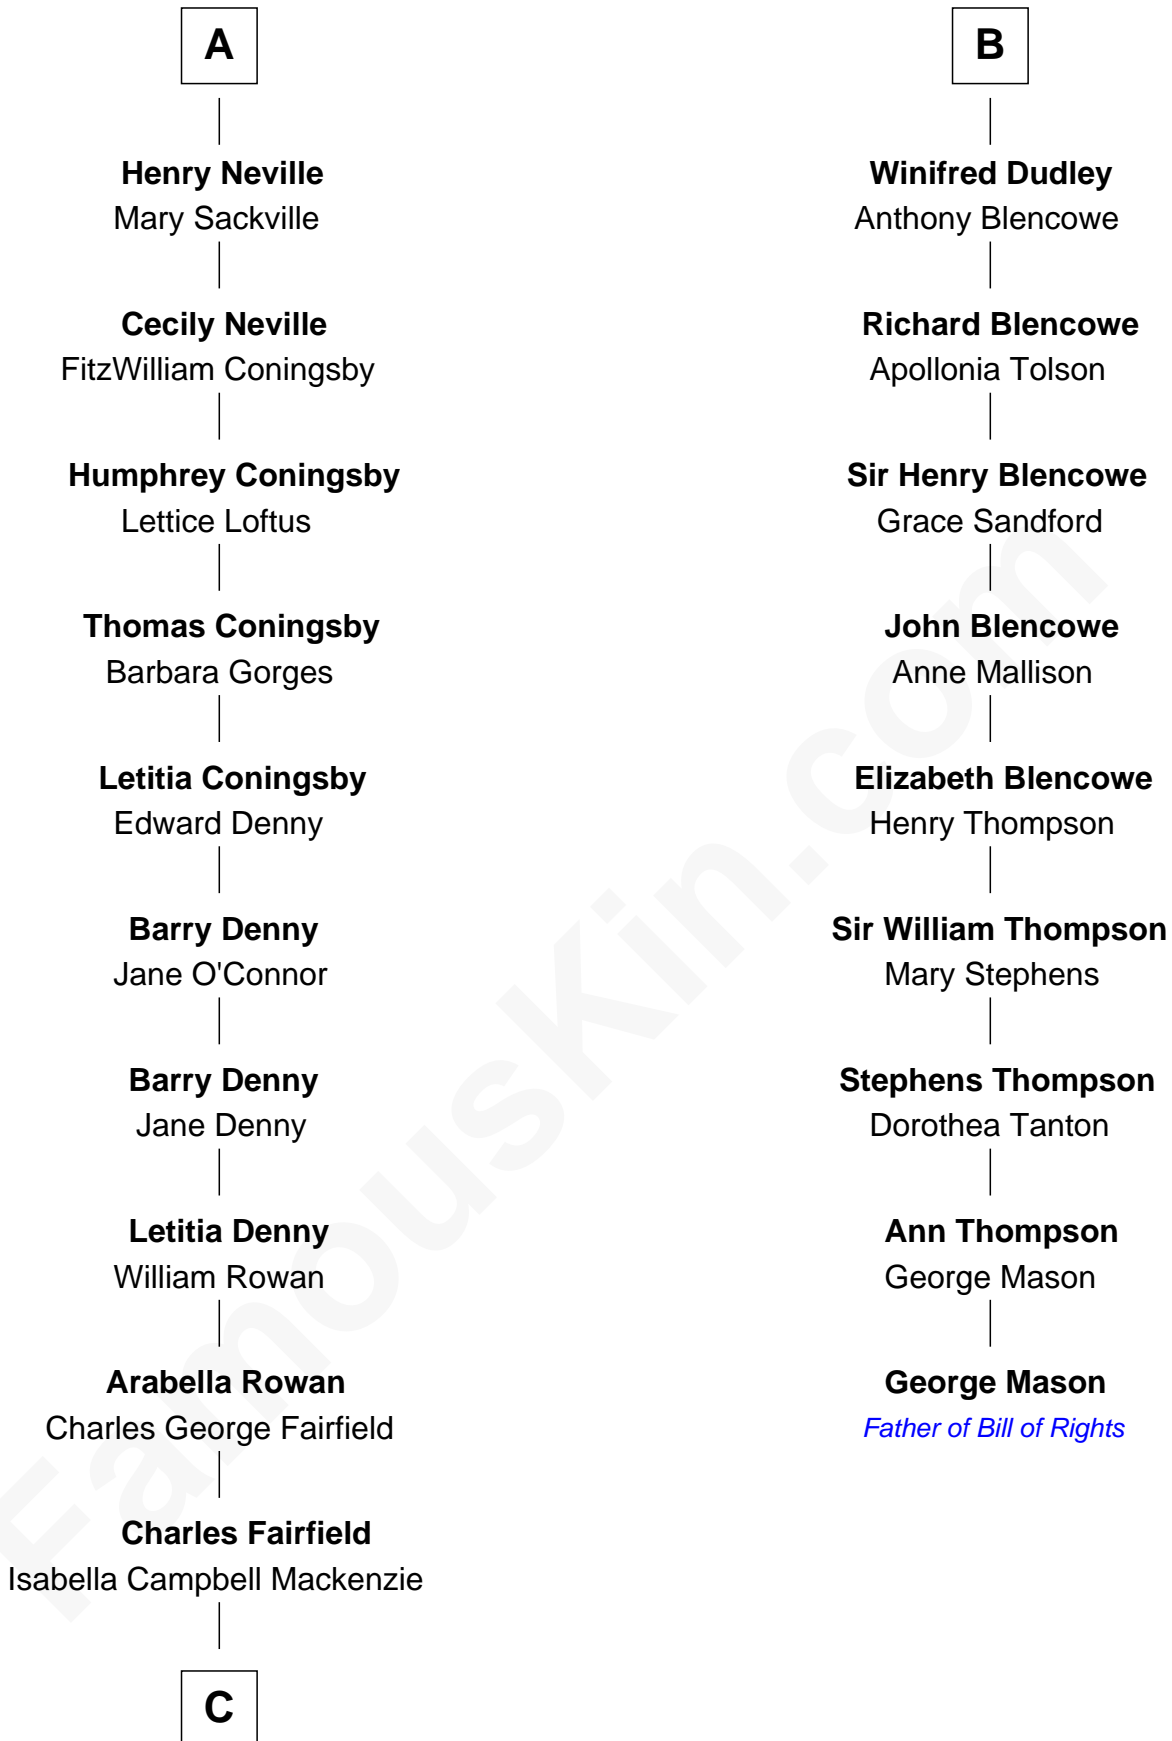 A
Henry Neville
Mary Sackville
Cecily Neville
FitzWilliam Coningsby
Humphrey Coningsby
Lettice Loftus
Thomas Coningsby
Barbara Gorges
Letitia Coningsby
Edward Denny
Barry Denny
Jane O'Connor
Barry Denny
Jane Denny
Letitia Denny
William Rowan
Arabella Rowan
Charles George Fairfield
Charles Fairfield
Isabella Campbell Mackenzie
C
B
Winifred Dudley
Anthony Blencowe
Richard Blencowe
Apollonia Tolson
Sir Henry Blencowe
Grace Sandford
John Blencowe
Anne Mallison
Elizabeth Blencowe
Henry Thompson
Sir William Thompson
Mary Stephens
Stephens Thompson
Dorothea Tanton
Ann Thompson
George Mason
George Mason
Father of Bill of Rights
FamousKin.com